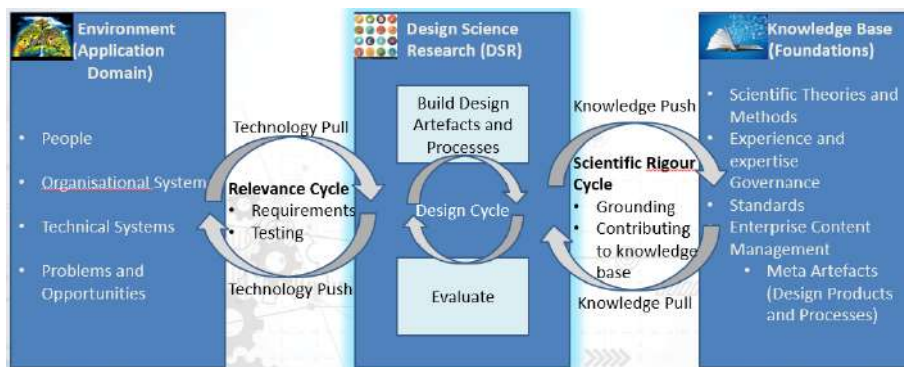 Environment
(Application
Domain)
• People
• Organisational System
• Technical Systems
• Problems and
Opportunities
Technology Pull
Relevance Cycle
• Requirements
• Testing
Technology Push
Design Science
Research (DSR)
Build Design
Artefacts and
Processes
Design Cycle
Evaluate
Knowledge Push
Scientific Rigour
Cycle
• Grounding
• Contributing
to knowledge
base
Knowledge Pull
Knowledge Base
(Foundations)
• Scientific Theories and
Methods
• Experience and
expertise
Governance
• Standards
Enterprise Content
Management
• Meta Artefacts
(Design Products
and Processes)